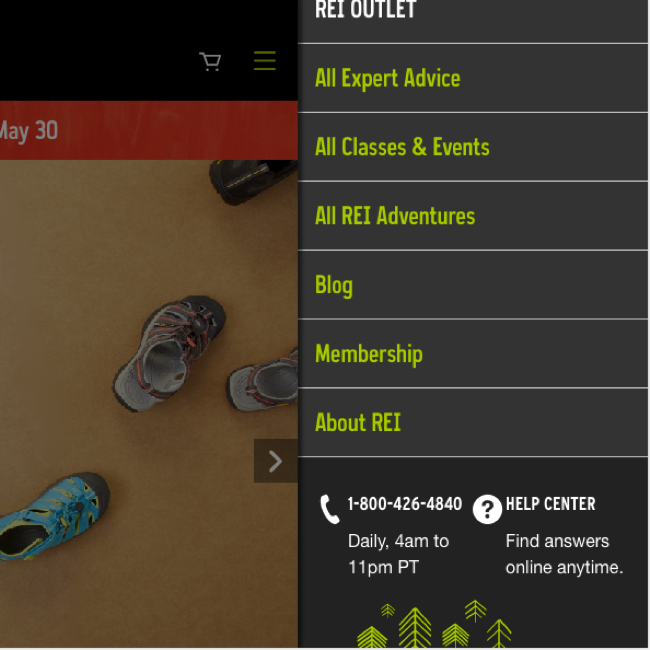 REI OUTLET
All Expert Advice
May 30
All Classes & Events
All REI Adventures
Blog
Membership
About REI
1-800-426-4840
Daily, 4am to
11pm PT
HELP CENTER
Find answers
online anytime.